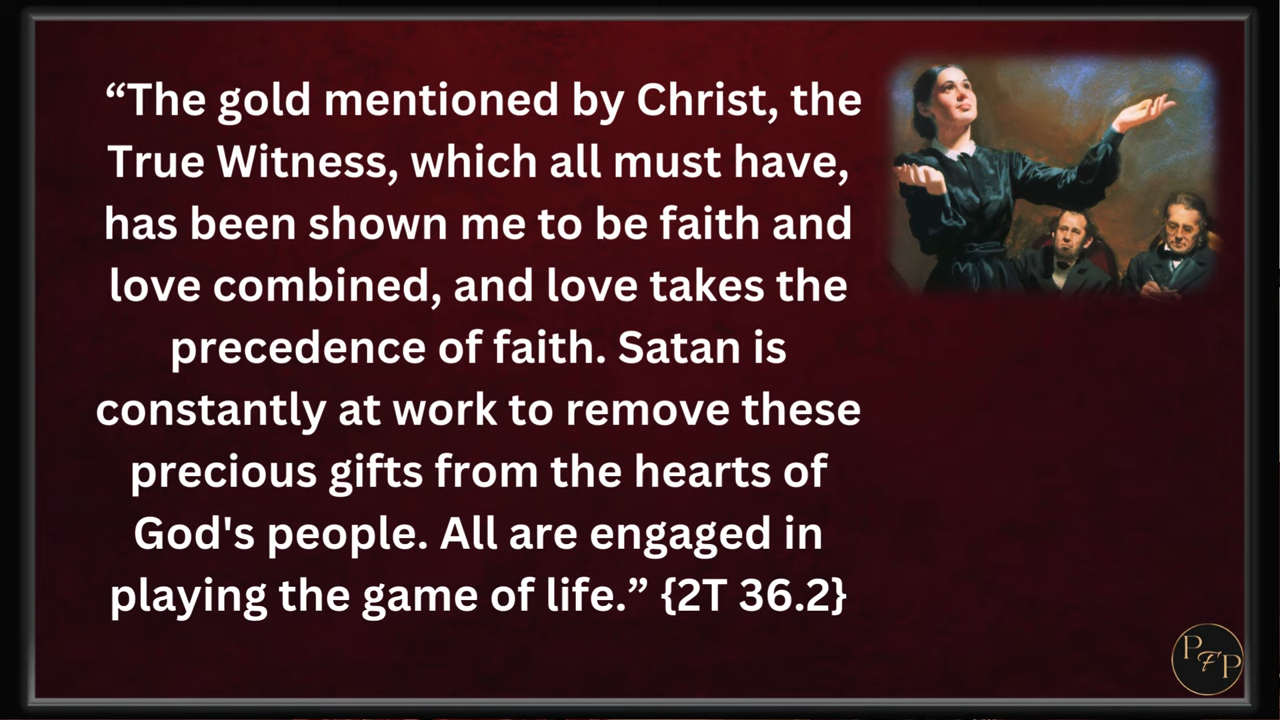 “The gold mentioned by Christ, the
True Witness, which all must have,
has been shown me to be faith and
love combined, and love takes the
precedence of faith. Satan is
constantly at work to remove these
precious gifts from the hearts of
God's people. All are engaged in
playing the game of life.” {2T 36.2}
PFP